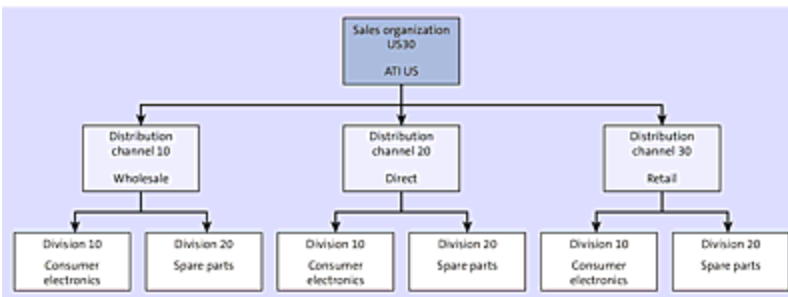 Sales organization
US30
ATI US
Distribution
channel 10
Wholesale
Distribution
channel 20
Direct
Distribution
channel 30
Retail
Division 10
Consumer
electronics
Division 20
Spare parts
Division 10
Consumer
electronics
Division 20
Spare parts
Division 10
Consumer
electronics
Division 20
Spare parts